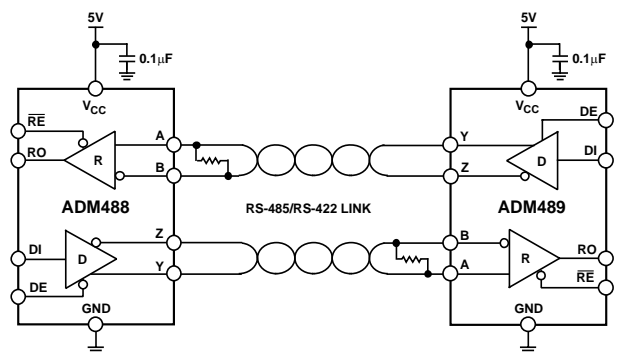 5V
5V
0.1μF
0.1μF
VCC
VCC
RE
DE
A
Y
RO
R
D
DI
B
Z
ADM488
RS-485/RS-422 LINK
ADM489
Z
B
DI
D
R
RO
Y
A
DE
RE
GND
GND